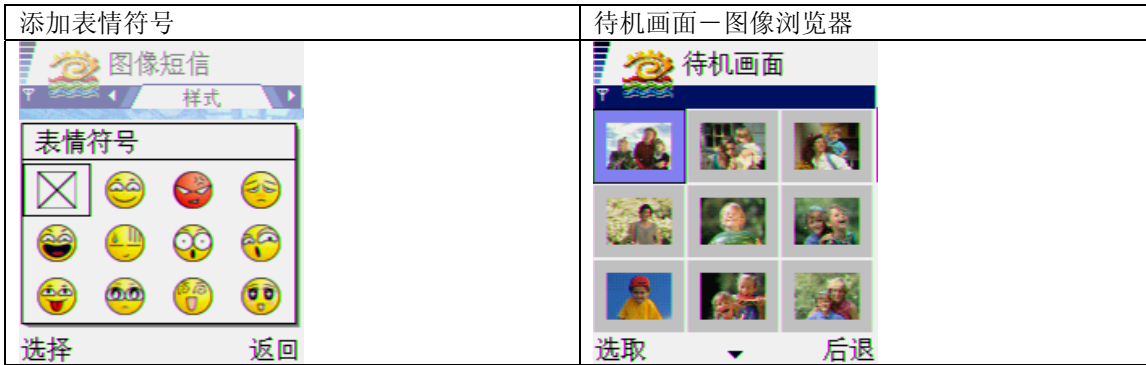 添加表情符号
待机画面－图像浏览器
图像短信
样式
表情符号
选择
返回
待机画面
选取
后退